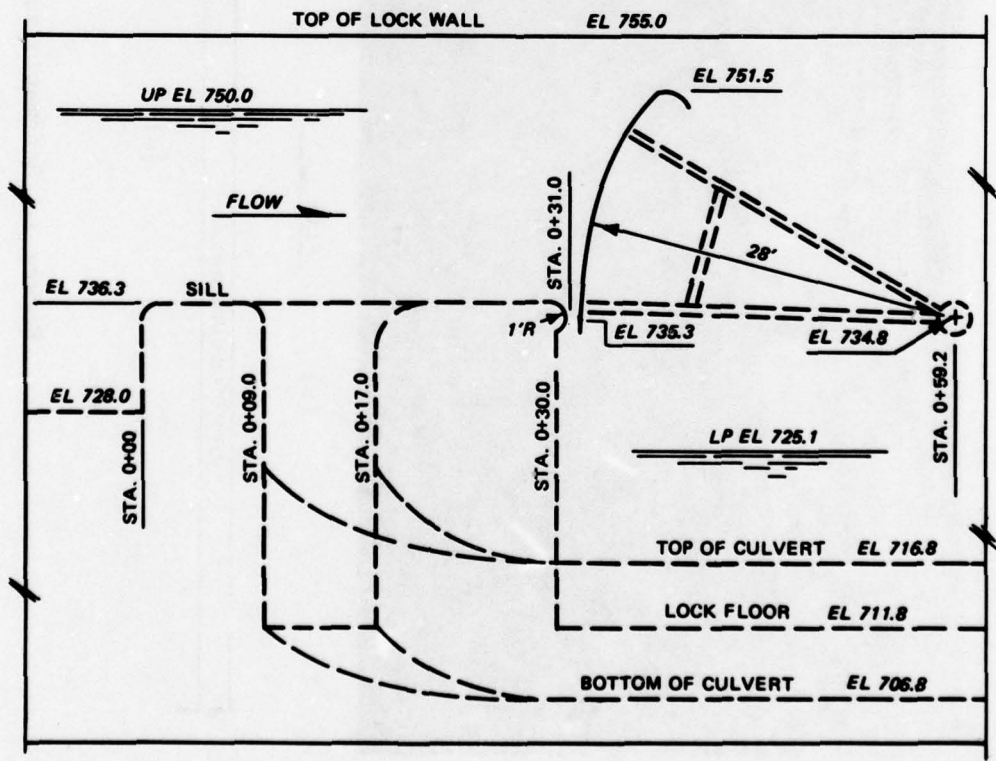 TOP OF LOCK WALL EL 755.0
EL 751.5
UP EL 750.0
FLOW
STA. 0+31.0
28'
EL 736.3 SILL
1'R
EL 735.3
EL 734.8
EL 728.0
STA. 0+00
STA. 0+09.0
STA. 0+17.0
STA. 0+30.0
STA. 0+59.2
LP EL 725.1
TOP OF CULVERT EL 716.8
LOCK FLOOR EL 711.8
BOTTOM OF CULVERT EL 706.8